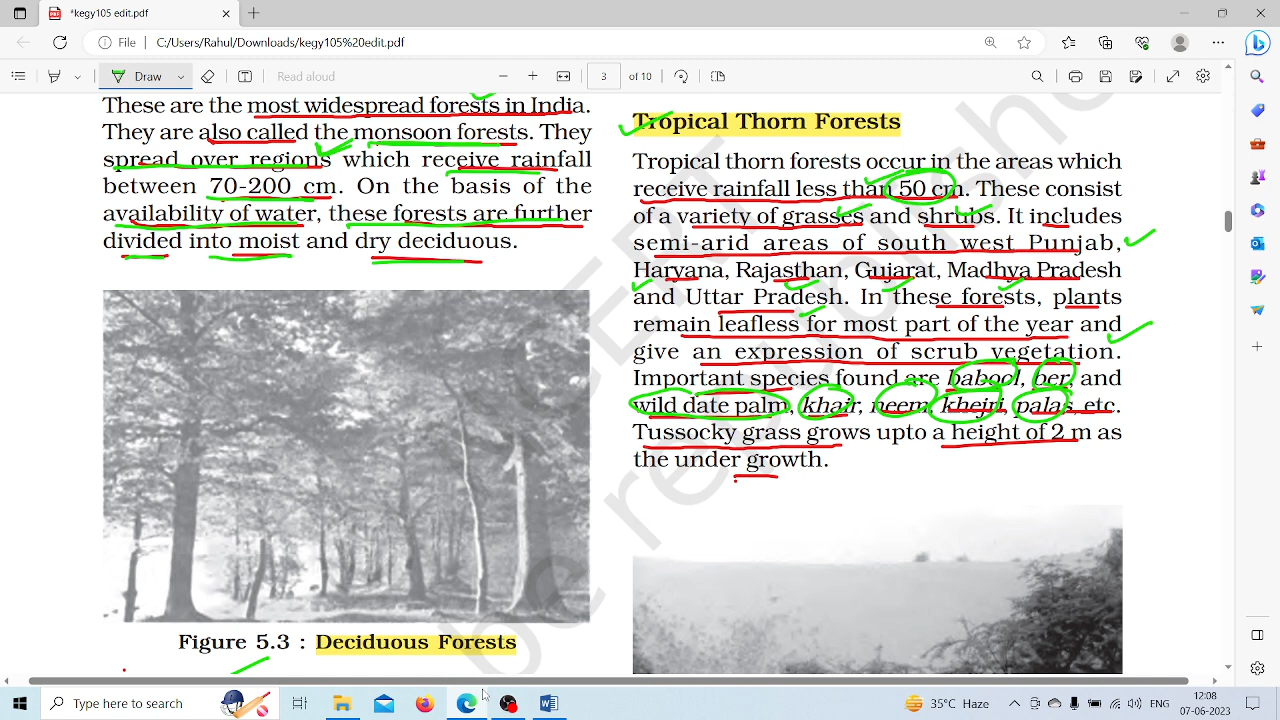 *kegy105 edit.pdf
File
C:/Users/Rahul/Downloads/kegy105%20edit.pdf
Draw
Read aloud
3
of 10
These are the most widespread forests in India.
They are also called the monsoon forests. They
spread over regions which receive rainfall
between 70-200 cm. On the basis of the
availability of water, these forests are further
divided into moist and dry deciduous.
Figure 5.3 : Deciduous Forests
Tropical Thorn Forests
Tropical thorn forests occur in the areas which
receive rainfall less than 50 cm. These consist
of a variety of grasses and shrubs. It includes
semi-arid areas of south west Punjab,
Haryana, Rajasthan, Gujarat, Madhya Pradesh
and Uttar Pradesh. In these forests, plants
remain leafless for most part of the year and
give an expression of scrub vegetation.
Important species found are babool, ber, and
wild date palm, khair, neem, khejri, palas, etc.
Tussocky grass grows upto a height of 2 m as
the under growth.
Type here to search
35°C Haze
ENG
12:08
07-06-2023